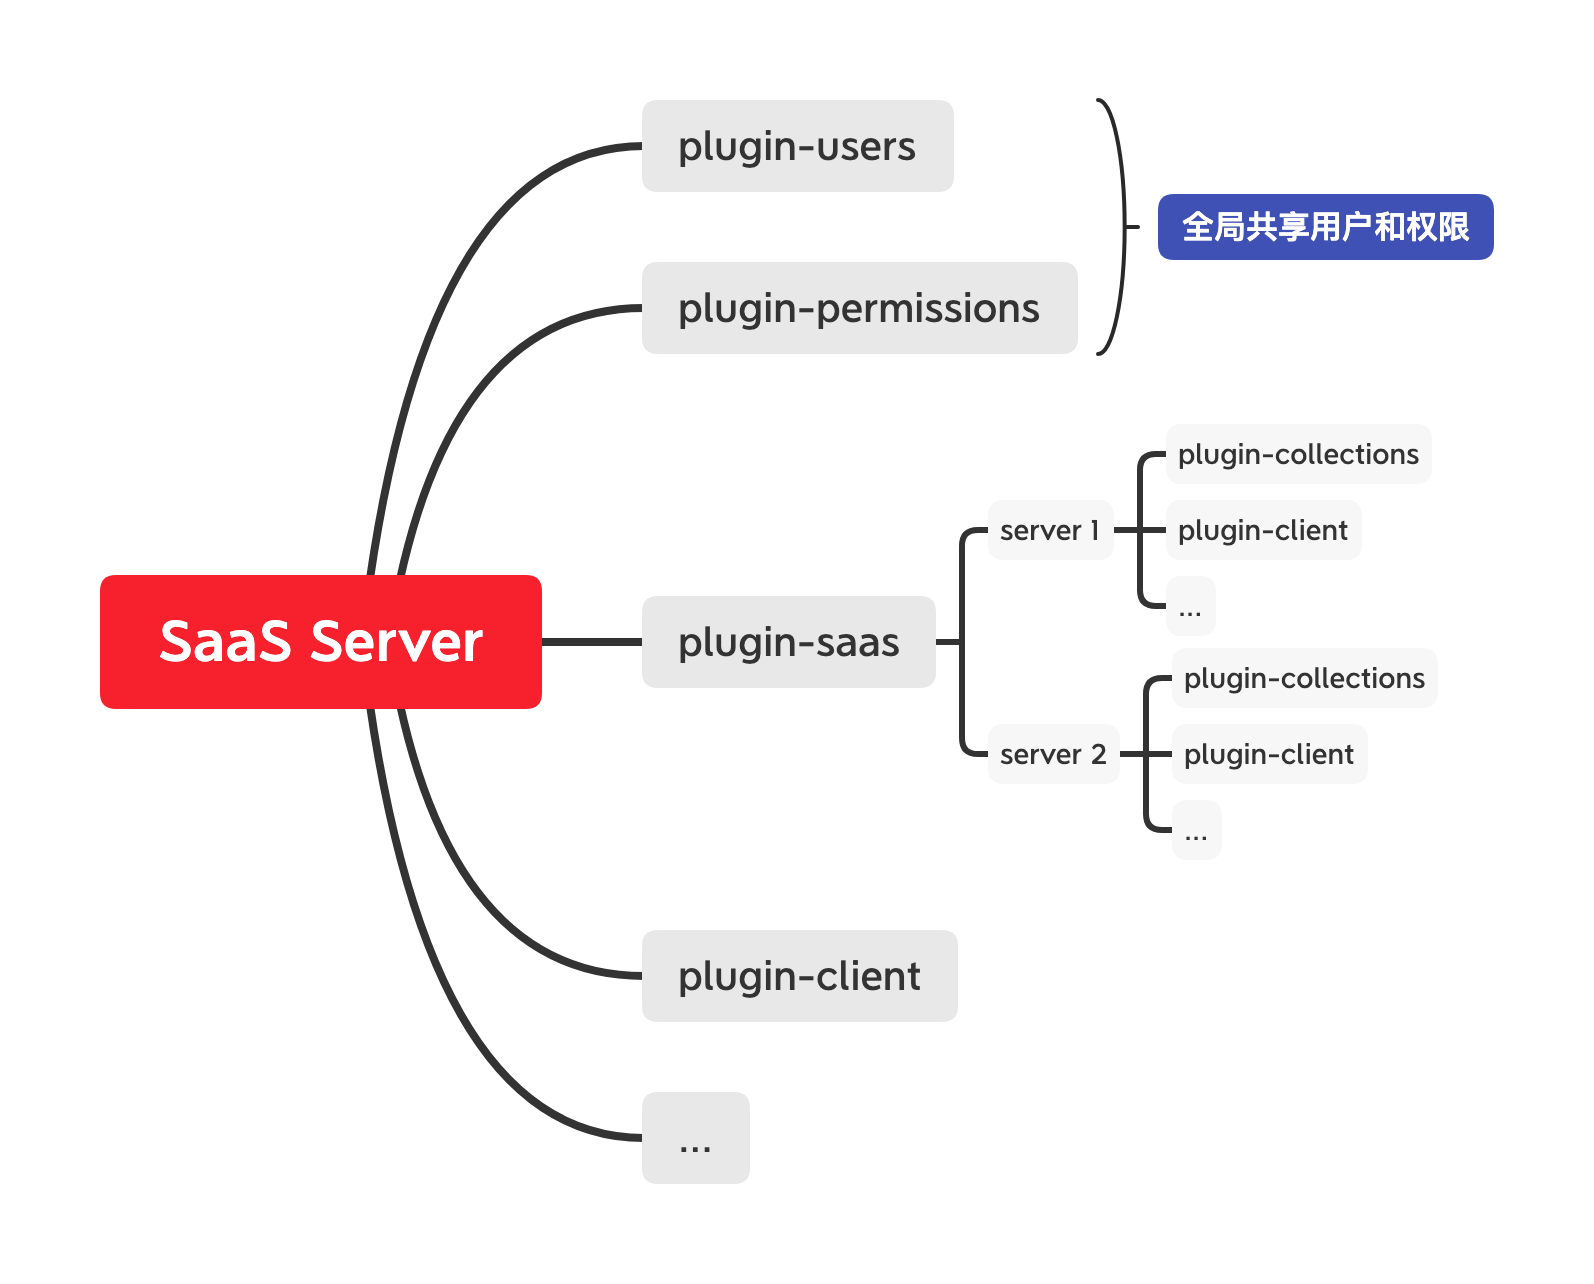 plugin-users
全局共享用户和权限
plugin-permissions
plugin-collections
server 1
plugin-client
...
SaaS Server
plugin-saas
plugin-collections
server 2
plugin-client
...
plugin-client
...